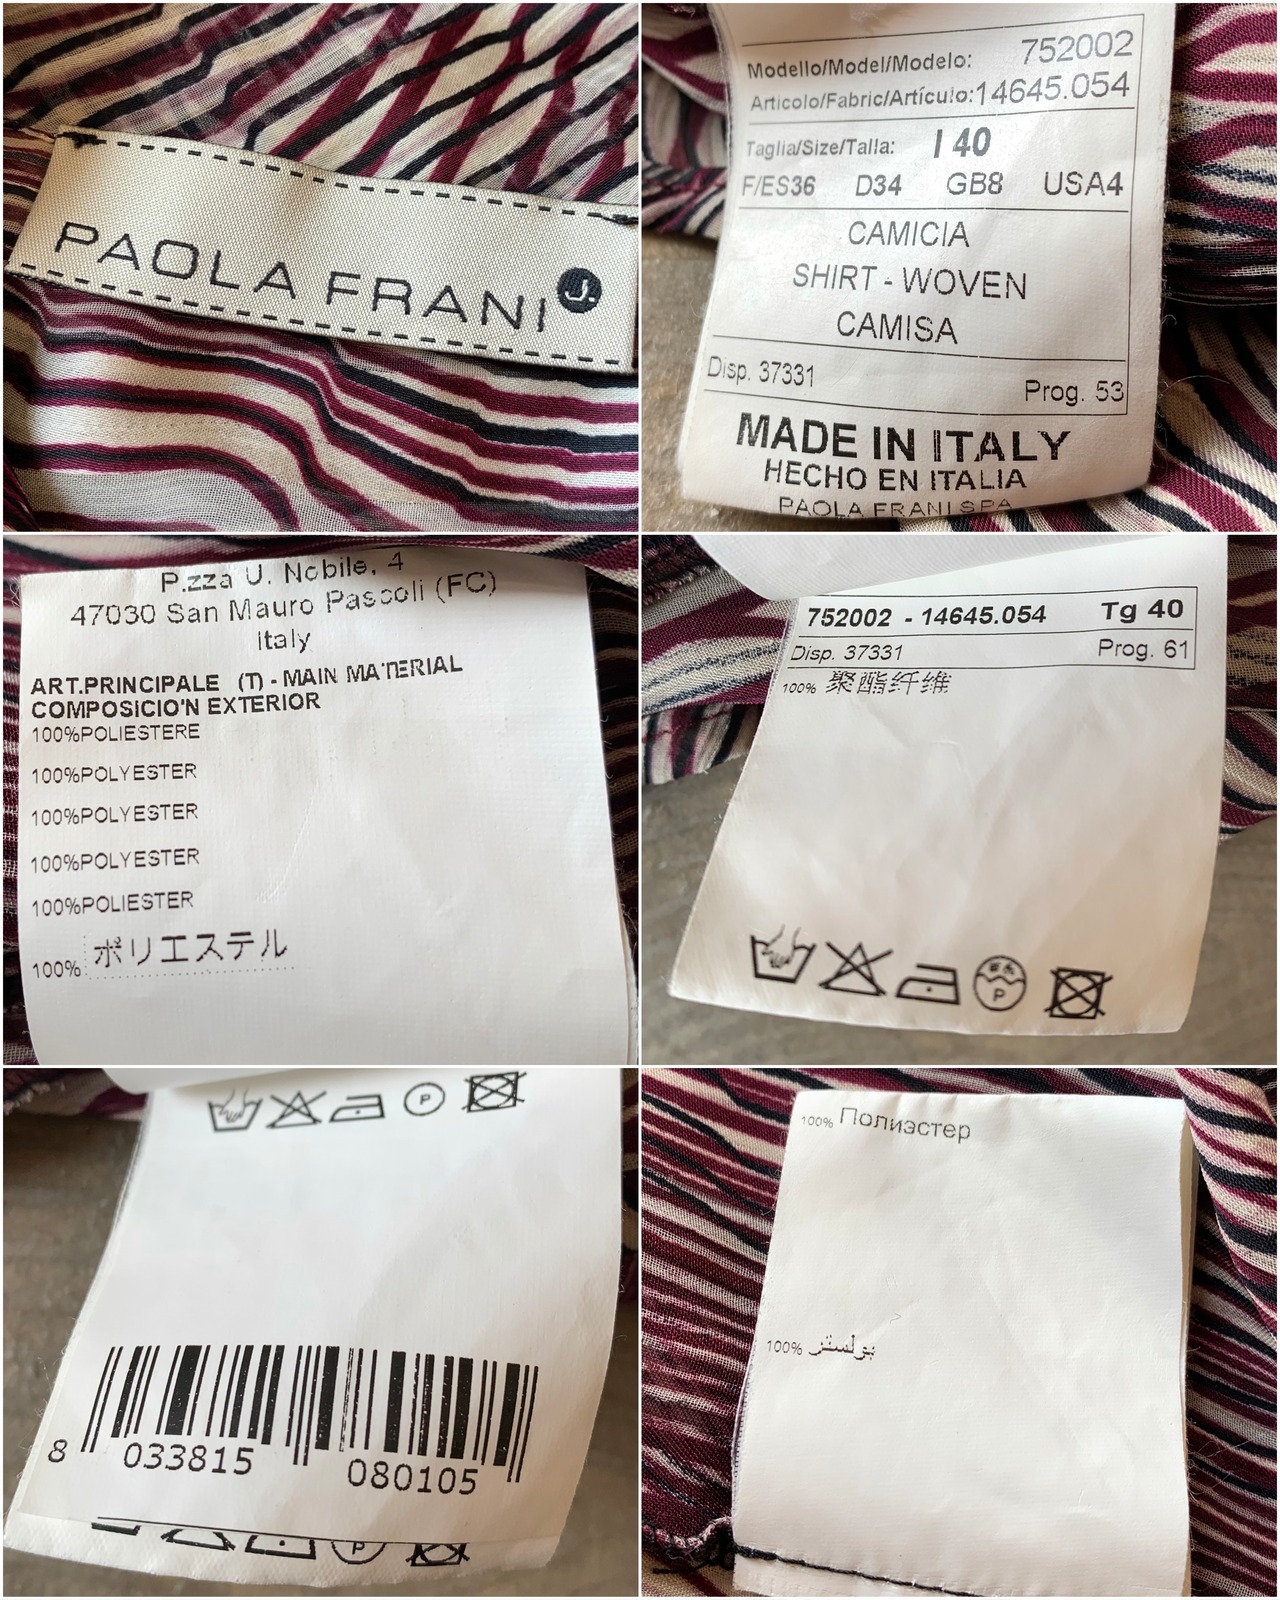 PAOLA FRANI J.
Modello/Model/Modelo: 752002
Articolo/Fabric/Artículo: 14645.054
Taglia/Size/Talla: I 40
F/ES36 D34 GB8 USA4
CAMICIA
SHIRT - WOVEN
CAMISA
Disp. 37331 Prog. 53
MADE IN ITALY
HECHO EN ITALIA
PAOLA FRANI SPA
P.zza U. Nobile, 4
47030 San Mauro Pascoli (FC)
Italy
ART.PRINCIPALE (T) - MAIN MATERIAL
COMPOSICIO'N EXTERIOR
100%POLIESTERE
100%POLYESTER
100%POLYESTER
100%POLYESTER
100%POLIESTER
100% ポリエステル
752002 - 14645.054 Tg 40
Disp. 37331 Prog. 61
100% 聚酯纤维
P
P
8 033815 080105
P
100% Полиэстер
100% بولستر